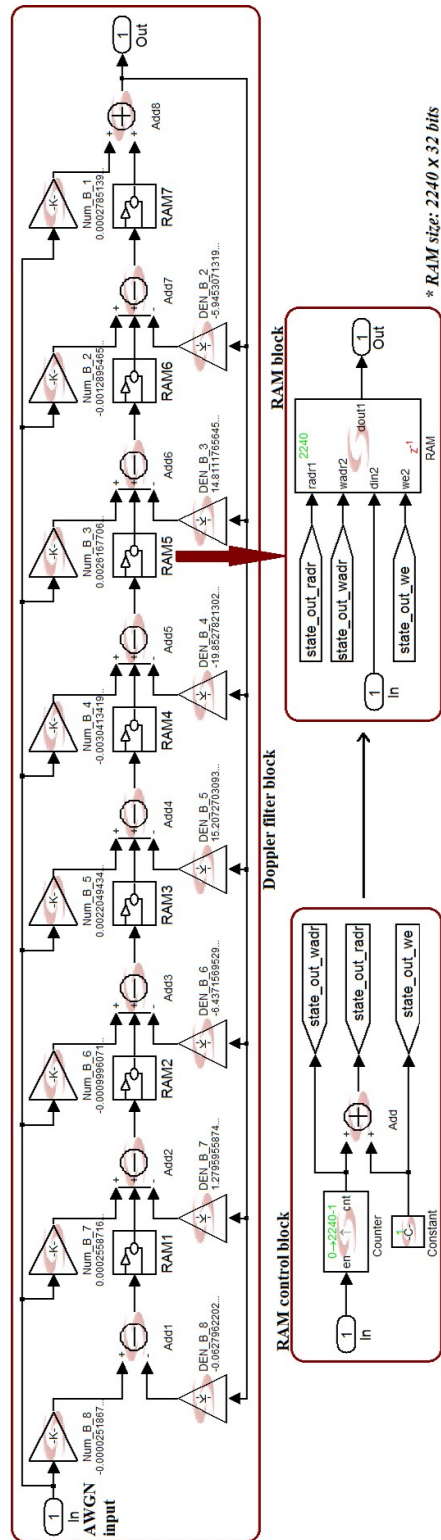 1
In
AWGN
input
-K-
Num_B_8
-0.0000251867...
-K-
Num_B_7
0.0002558716...
-K-
Num_B_6
-0.0009996071...
-K-
Num_B_5
0.0022049434...
-K-
Num_B_4
-0.0030413419...
-K-
Num_B_3
0.0026167706...
-K-
Num_B_2
-0.0012895465...
-K-
Num_B_1
0.0002785139...
Add1
RAM1
Add2
RAM2
Add3
RAM3
Add4
RAM4
Add5
RAM5
Add6
RAM6
Add7
RAM7
Add8
1
Out
-K-
DEN_B_8
-0.0627962202...
-K-
DEN_B_7
1.2795955874...
-K-
DEN_B_6
-6.4371569529...
-K-
DEN_B_5
15.2072703093...
-K-
DEN_B_4
-19.8527821302...
-K-
DEN_B_3
14.8111765645...
-K-
DEN_B_2
-5.9453071319...
Doppler filter block
RAM control block
1
In
0→2240-1
en
cnt
Counter
1
-C-
Constant
Add
state_out_wadr
state_out_radr
state_out_we
RAM block
state_out_radr
state_out_wadr
1
In
state_out_we
2240
radr1
wadr2
din2
we2
dout1
z-1
RAM
1
Out
* RAM size: 2240 x 32 bits